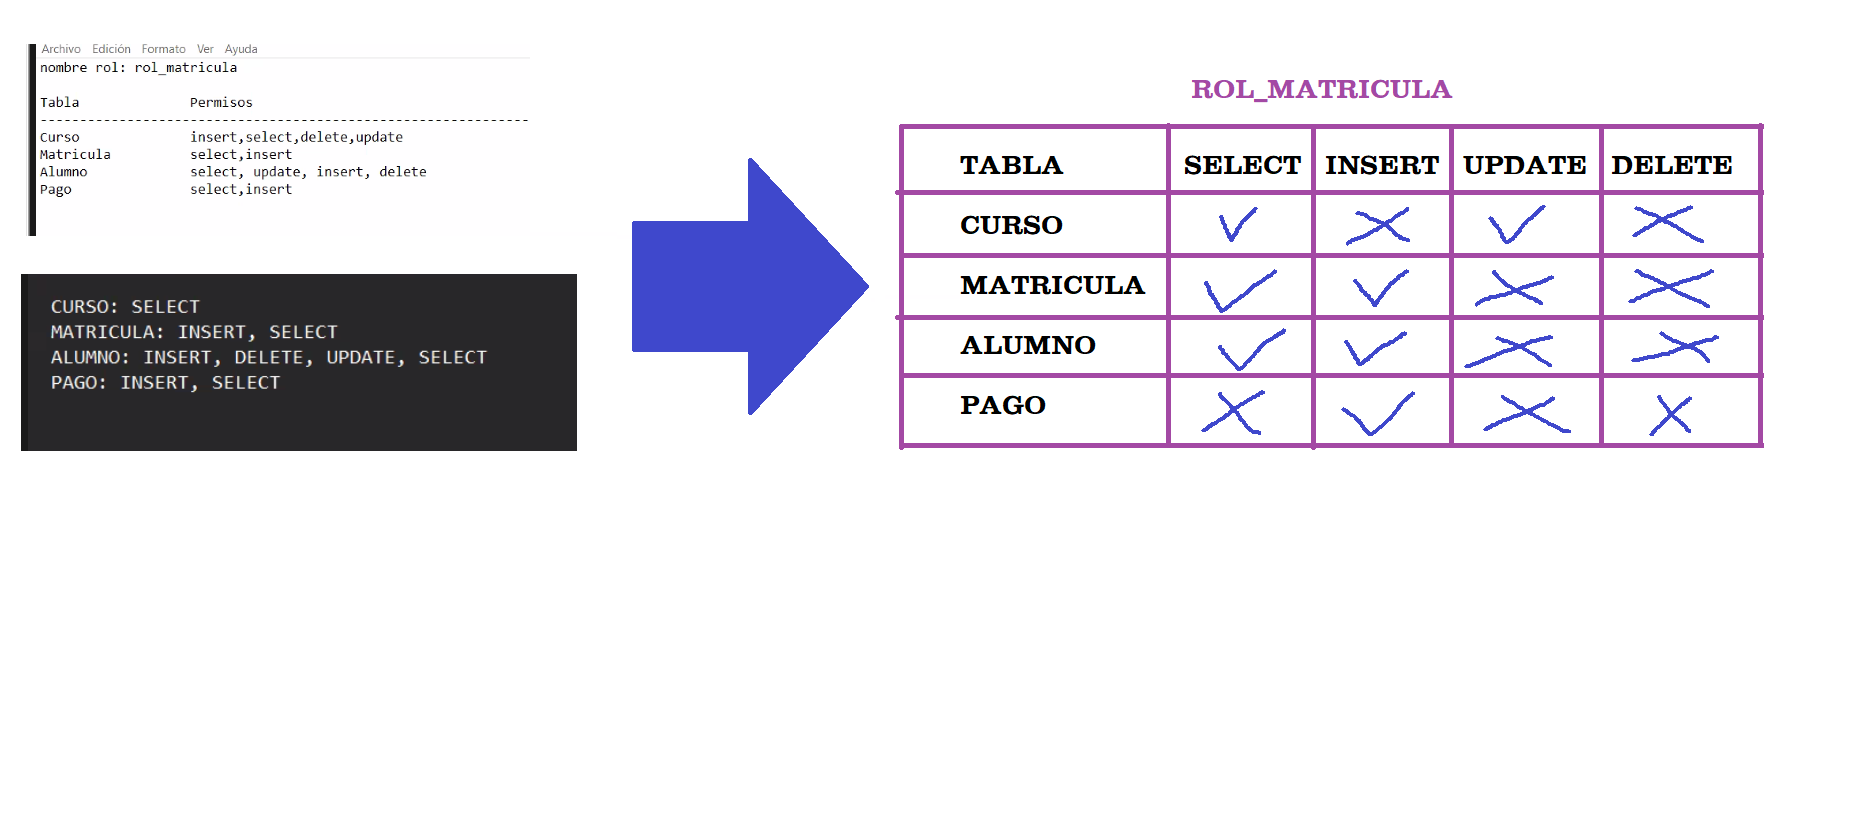 Archivo Edición Formato Ver Ayuda
nombre rol: rol_matricula
Tabla Permisos
--------------------------------------------------------------
Curso insert,select,delete,update
Matricula select,insert
Alumno select, update, insert, delete
Pago select,insert
CURSO: SELECT
MATRICULA: INSERT, SELECT
ALUMNO: INSERT, DELETE, UPDATE, SELECT
PAGO: INSERT, SELECT
ROL_MATRICULA
TABLA SELECT INSERT UPDATE DELETE
CURSO ✓ ✗ ✓ ✗
MATRICULA ✓ ✓ ✗ ✗
ALUMNO ✓ ✓ ✗ ✗
PAGO ✗ ✓ ✗ ✗